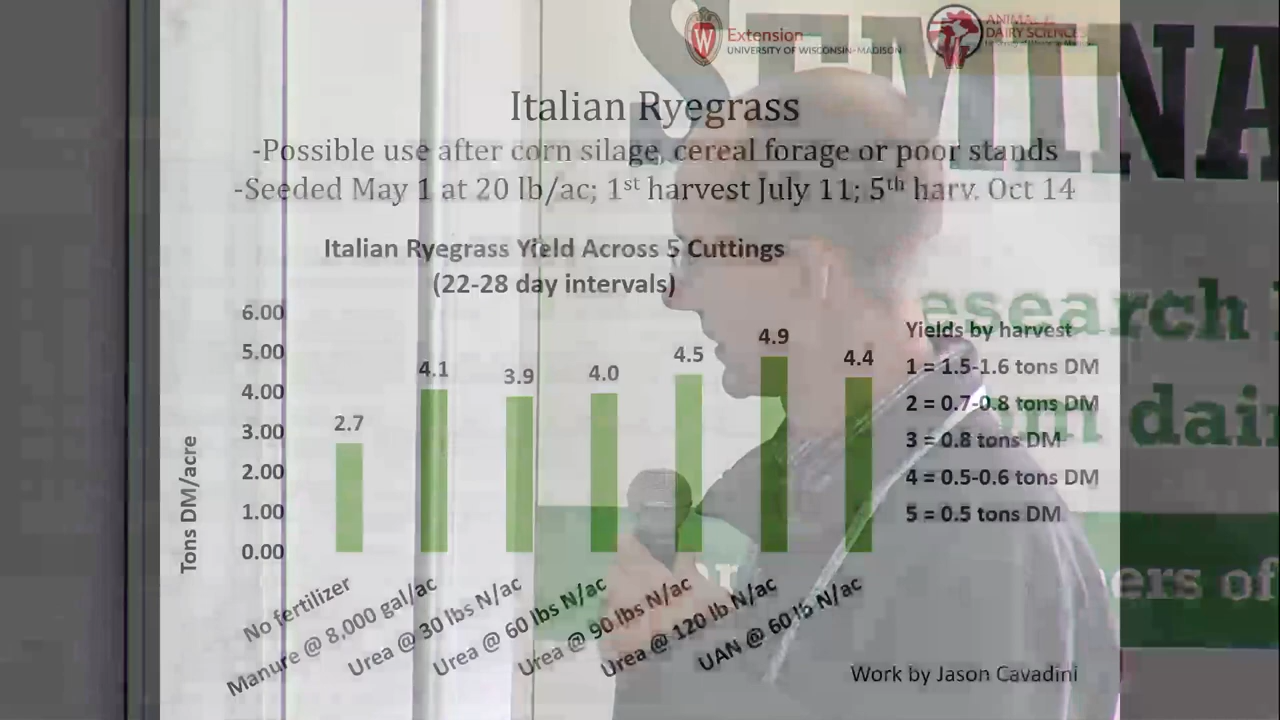 SEMINA
Extension
UNIVERSITY OF WISCONSIN–MADISON
ANIMAL &
DAIRY SCIENCES
Italian Ryegrass
-Possible use after corn silage, cereal forage or poor stands
-Seeded May 1 at 20 lb/ac; 1st harvest July 11; 5th harv. Oct 14
Italian Ryegrass Yield Across 5 Cuttings
(22-28 day intervals)
Tons DM/acre
6.00
5.00
4.00
3.00
2.00
1.00
0.00
2.7
4.1
3.9
4.0
4.5
4.9
4.4
No fertilizer
Manure @ 8,000 gal/ac
Urea @ 30 lbs N/ac
Urea @ 60 lbs N/ac
Urea @ 90 lbs N/ac
Urea @ 120 lb N/ac
UAN @ 60 lb N/ac
Yields by harvest
1 = 1.5-1.6 tons DM
2 = 0.7-0.8 tons DM
3 = 0.8 tons DM
4 = 0.5-0.6 tons DM
5 = 0.5 tons DM
Work by Jason Cavadini
esearch
dai
ers of